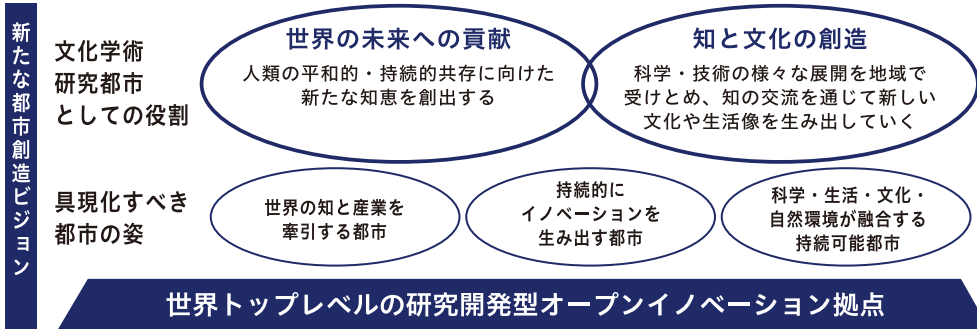 新たな都市創造ビジョン
文化学術
研究都市
としての役割
世界の未来への貢献
人類の平和的・持続的共存に向けた
新たな知恵を創出する
知と文化の創造
科学・技術の様々な展開を地域で
受けとめ、知の交流を通じて新しい
文化や生活像を生み出していく
具現化すべき
都市の姿
世界の知と産業を
牽引する都市
持続的に
イノベーションを
生み出す都市
科学・生活・文化・
自然環境が融合する
持続可能都市
世界トップレベルの研究開発型オープンイノベーション拠点